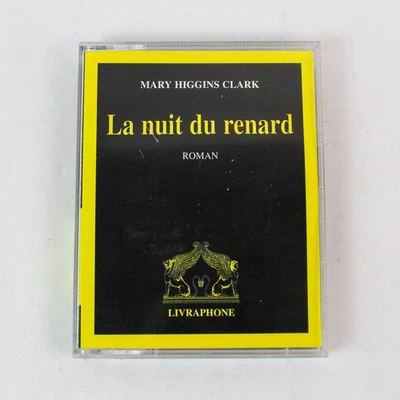 MARY HIGGINS CLARK
La nuit du renard
ROMAN
LIVRAPHONE